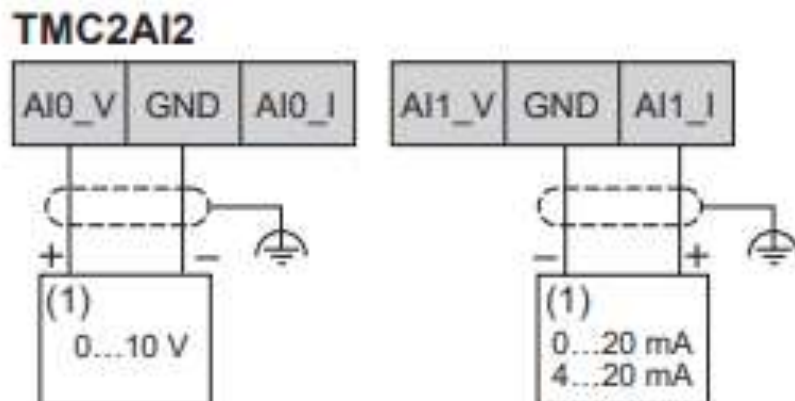 TMC2AI2
AI0_V GND AI0_I AI1_V GND AI1_I
+ − − +
(1) (1)
0...10 V 0...20 mA
4...20 mA